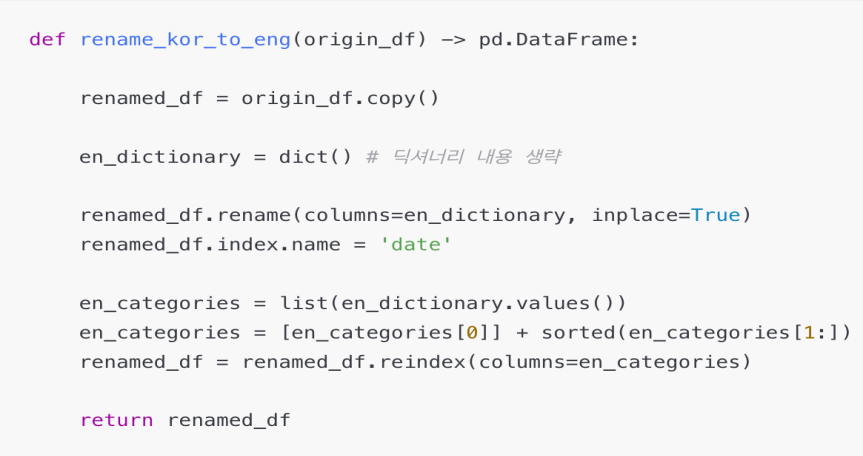 def rename_kor_to_eng(origin_df) -> pd.DataFrame:
renamed_df = origin_df.copy()
en_dictionary = dict() # 딕셔너리 내용 생략
renamed_df.rename(columns=en_dictionary, inplace=True)
renamed_df.index.name = 'date'
en_categories = list(en_dictionary.values())
en_categories = [en_categories[0]] + sorted(en_categories[1:])
renamed_df = renamed_df.reindex(columns=en_categories)
return renamed_df